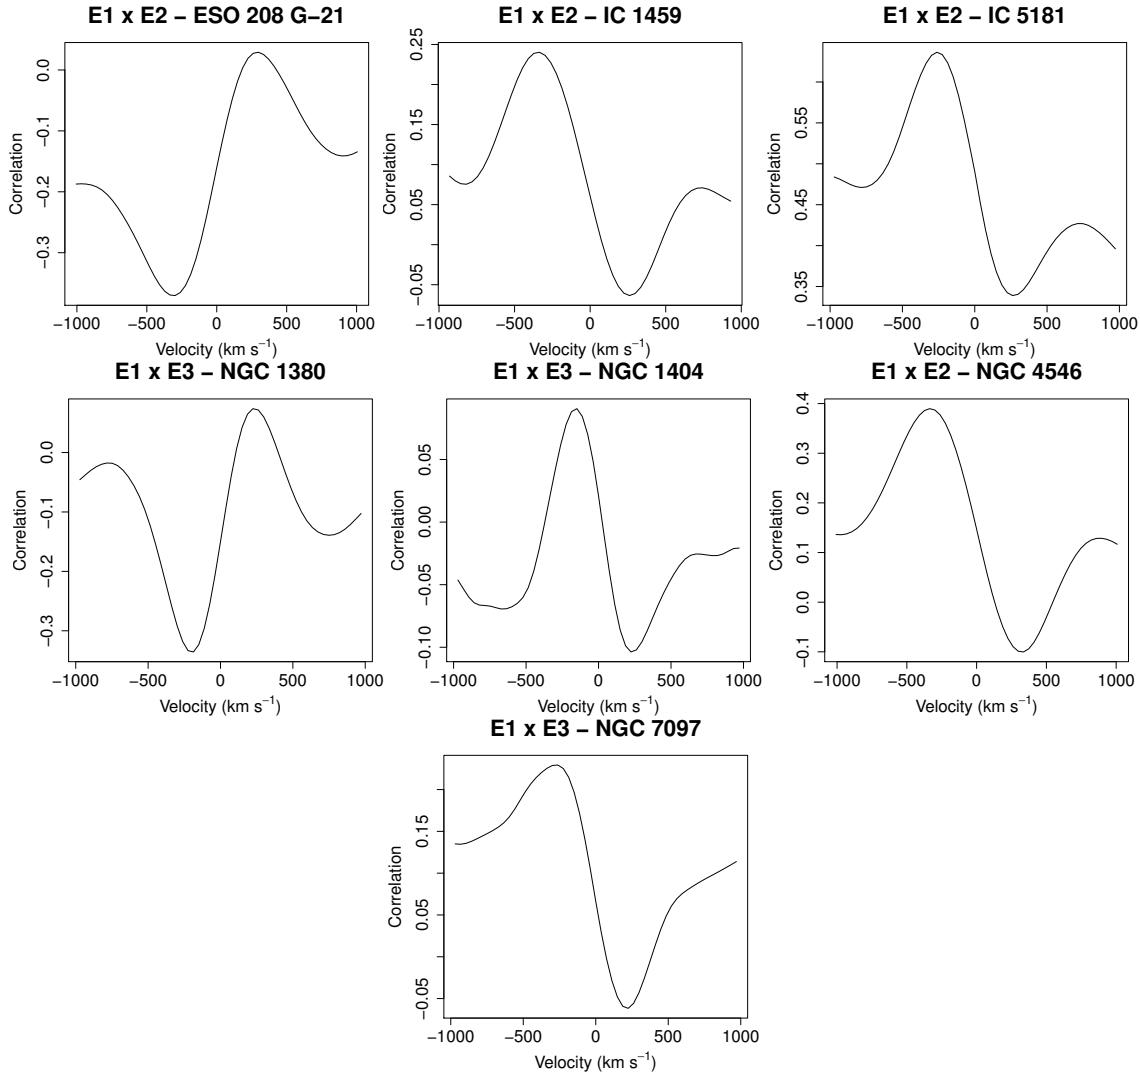 E1 x E2 − ESO 208 G−21
E1 x E2 − IC 1459
E1 x E2 − IC 5181
Correlation
0.0
−0.1
−0.2
−0.3
−1000 −500 0 500 1000
Velocity (km s⁻¹)
Correlation
0.25
0.15
0.05
−0.05
−1000 −500 0 500 1000
Velocity (km s⁻¹)
Correlation
0.55
0.45
0.35
−1000 −500 0 500 1000
Velocity (km s⁻¹)
E1 x E3 − NGC 1380
E1 x E3 − NGC 1404
E1 x E2 − NGC 4546
Correlation
0.0
−0.1
−0.2
−0.3
−1000 −500 0 500 1000
Velocity (km s⁻¹)
Correlation
0.05
0.00
−0.05
−0.10
−1000 −500 0 500 1000
Velocity (km s⁻¹)
Correlation
0.4
0.3
0.2
0.1
0.0
−0.1
−1000 −500 0 500 1000
Velocity (km s⁻¹)
E1 x E3 − NGC 7097
Correlation
0.15
0.05
−0.05
−1000 −500 0 500 1000
Velocity (km s⁻¹)